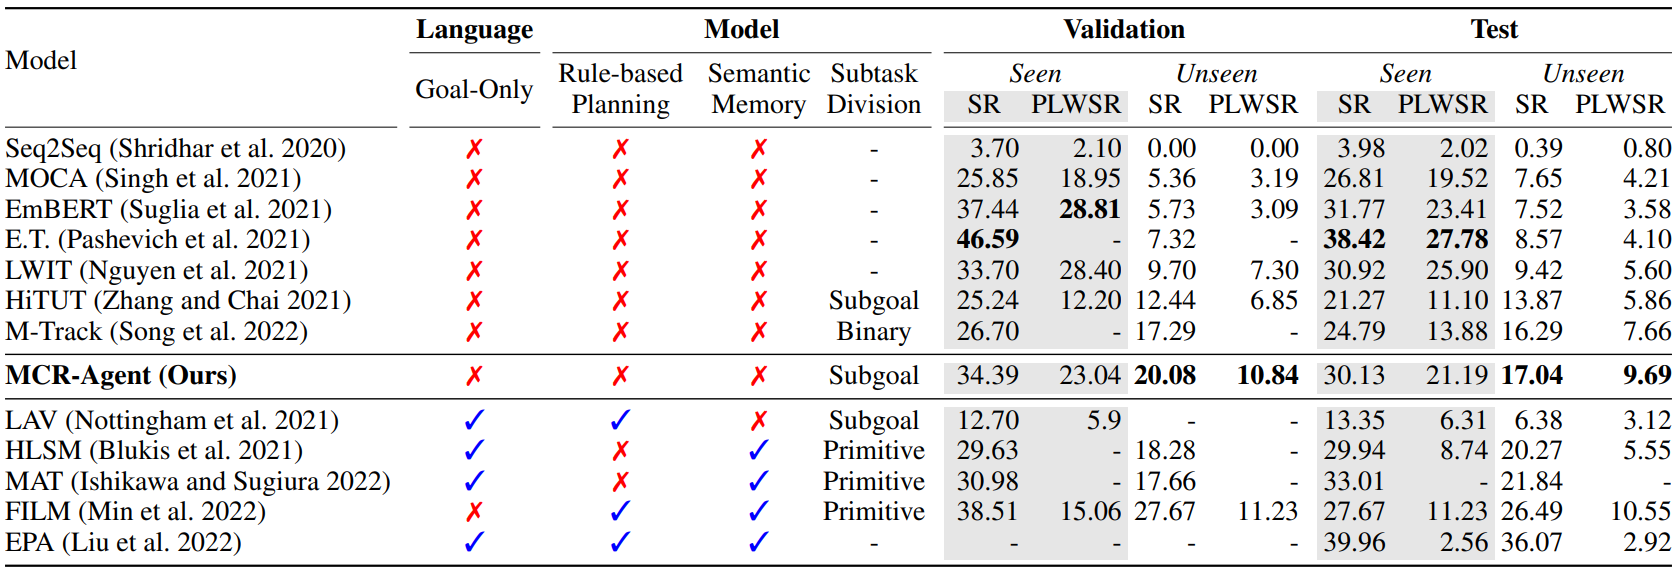 Language Model Validation Test
Model Goal-Only Rule-based Planning Semantic Memory Subtask Division Seen Unseen Seen Unseen
SR PLWSR SR PLWSR SR PLWSR SR PLWSR
Seq2Seq (Shridhar et al. 2020) ✗ ✗ ✗ - 3.70 2.10 0.00 0.00 3.98 2.02 0.39 0.80
MOCA (Singh et al. 2021) ✗ ✗ ✗ - 25.85 18.95 5.36 3.19 26.81 19.52 7.65 4.21
EmBERT (Suglia et al. 2021) ✗ ✗ ✗ - 37.44 28.81 5.73 3.09 31.77 23.41 7.52 3.58
E.T. (Pashevich et al. 2021) ✗ ✗ ✗ - 46.59 - 7.32 - 38.42 27.78 8.57 4.10
LWIT (Nguyen et al. 2021) ✗ ✗ ✗ - 33.70 28.40 9.70 7.30 30.92 25.90 9.42 5.60
HiTUT (Zhang and Chai 2021) ✗ ✗ ✗ Subgoal 25.24 12.20 12.44 6.85 21.27 11.10 13.87 5.86
M-Track (Song et al. 2022) ✗ ✗ ✗ Binary 26.70 - 17.29 - 24.79 13.88 16.29 7.66
MCR-Agent (Ours) ✗ ✗ ✗ Subgoal 34.39 23.04 20.08 10.84 30.13 21.19 17.04 9.69
LAV (Nottingham et al. 2021) ✓ ✓ ✗ Subgoal 12.70 5.9 - - 13.35 6.31 6.38 3.12
HLSM (Blukis et al. 2021) ✓ ✗ ✓ Primitive 29.63 - 18.28 - 29.94 8.74 20.27 5.55
MAT (Ishikawa and Sugiura 2022) ✓ ✗ ✓ Primitive 30.98 - 17.66 - 33.01 - 21.84 -
FILM (Min et al. 2022) ✗ ✓ ✓ Primitive 38.51 15.06 27.67 11.23 27.67 11.23 26.49 10.55
EPA (Liu et al. 2022) ✓ ✓ ✓ - - - - - 39.96 2.56 36.07 2.92